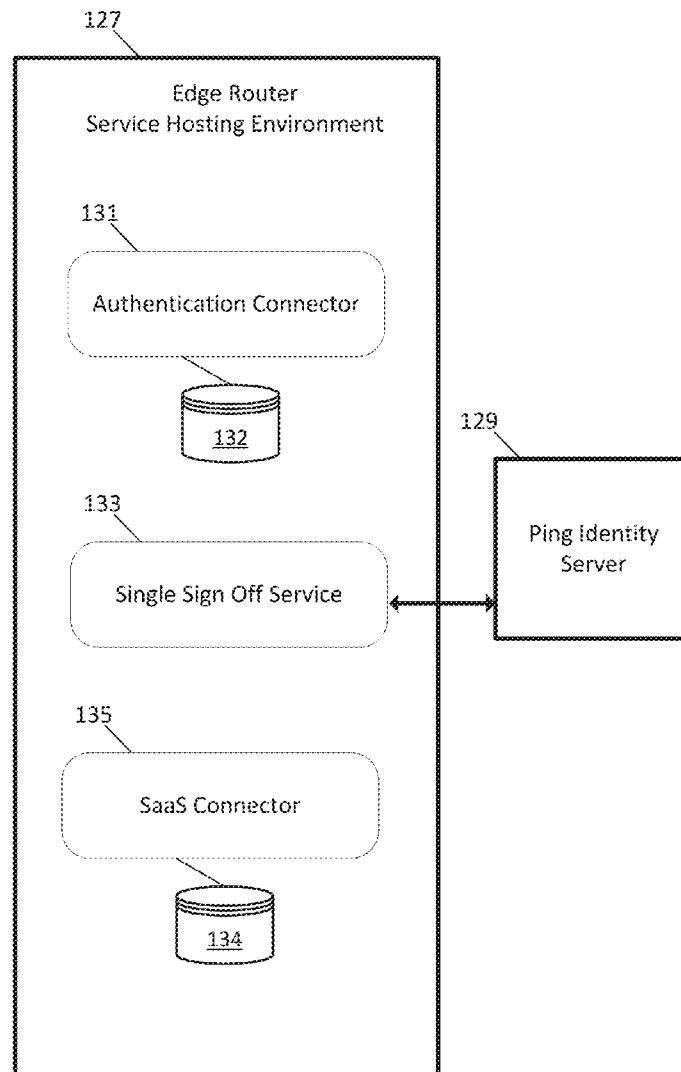 127
Edge Router
Service Hosting Environment
131
Authentication Connector
132
129
133
Ping Identity
Server
Single Sign Off Service
135
SaaS Connector
134